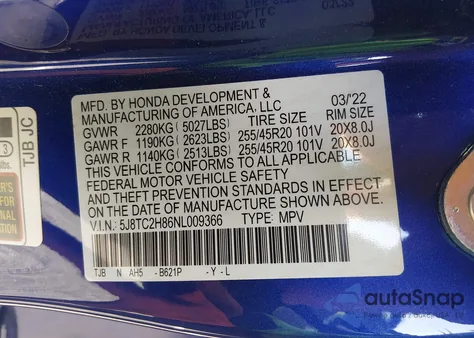 MFD. BY HONDA DEVELOPMENT &
MANUFACTURING OF AMERICA, LLC 03/'22
TIRE SIZE RIM SIZE
GVWR 2280KG (5027LBS)
GAWR F 1190KG (2623LBS) 255/45R20 101V 20X8.0J
GAWR R 1140KG (2513LBS) 255/45R20 101V 20X8.0J
THIS VEHICLE CONFORMS TO ALL APPLICABLE
FEDERAL MOTOR VEHICLE SAFETY
AND THEFT PREVENTION STANDARDS IN EFFECT
ON THE DATE OF MANUFACTURE SHOWN ABOVE.
V.I.N.: 5J8TC2H86NL009366 TYPE: MPV
TJB N AH5 - B621P - Y - L
TJB JC
3
lbs.
autoSnap